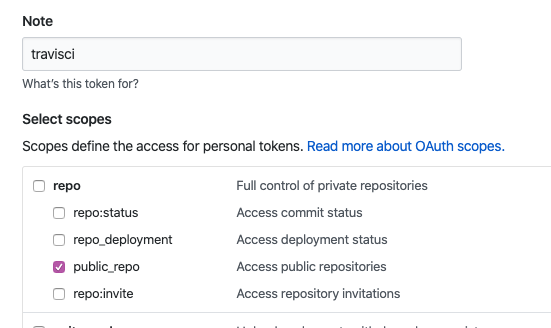 Note
travisci
What's this token for?
Select scopes
Scopes define the access for personal tokens. Read more about OAuth scopes.
repo Full control of private repositories
repo:status Access commit status
repo_deployment Access deployment status
public_repo Access public repositories
repo:invite Access repository invitations